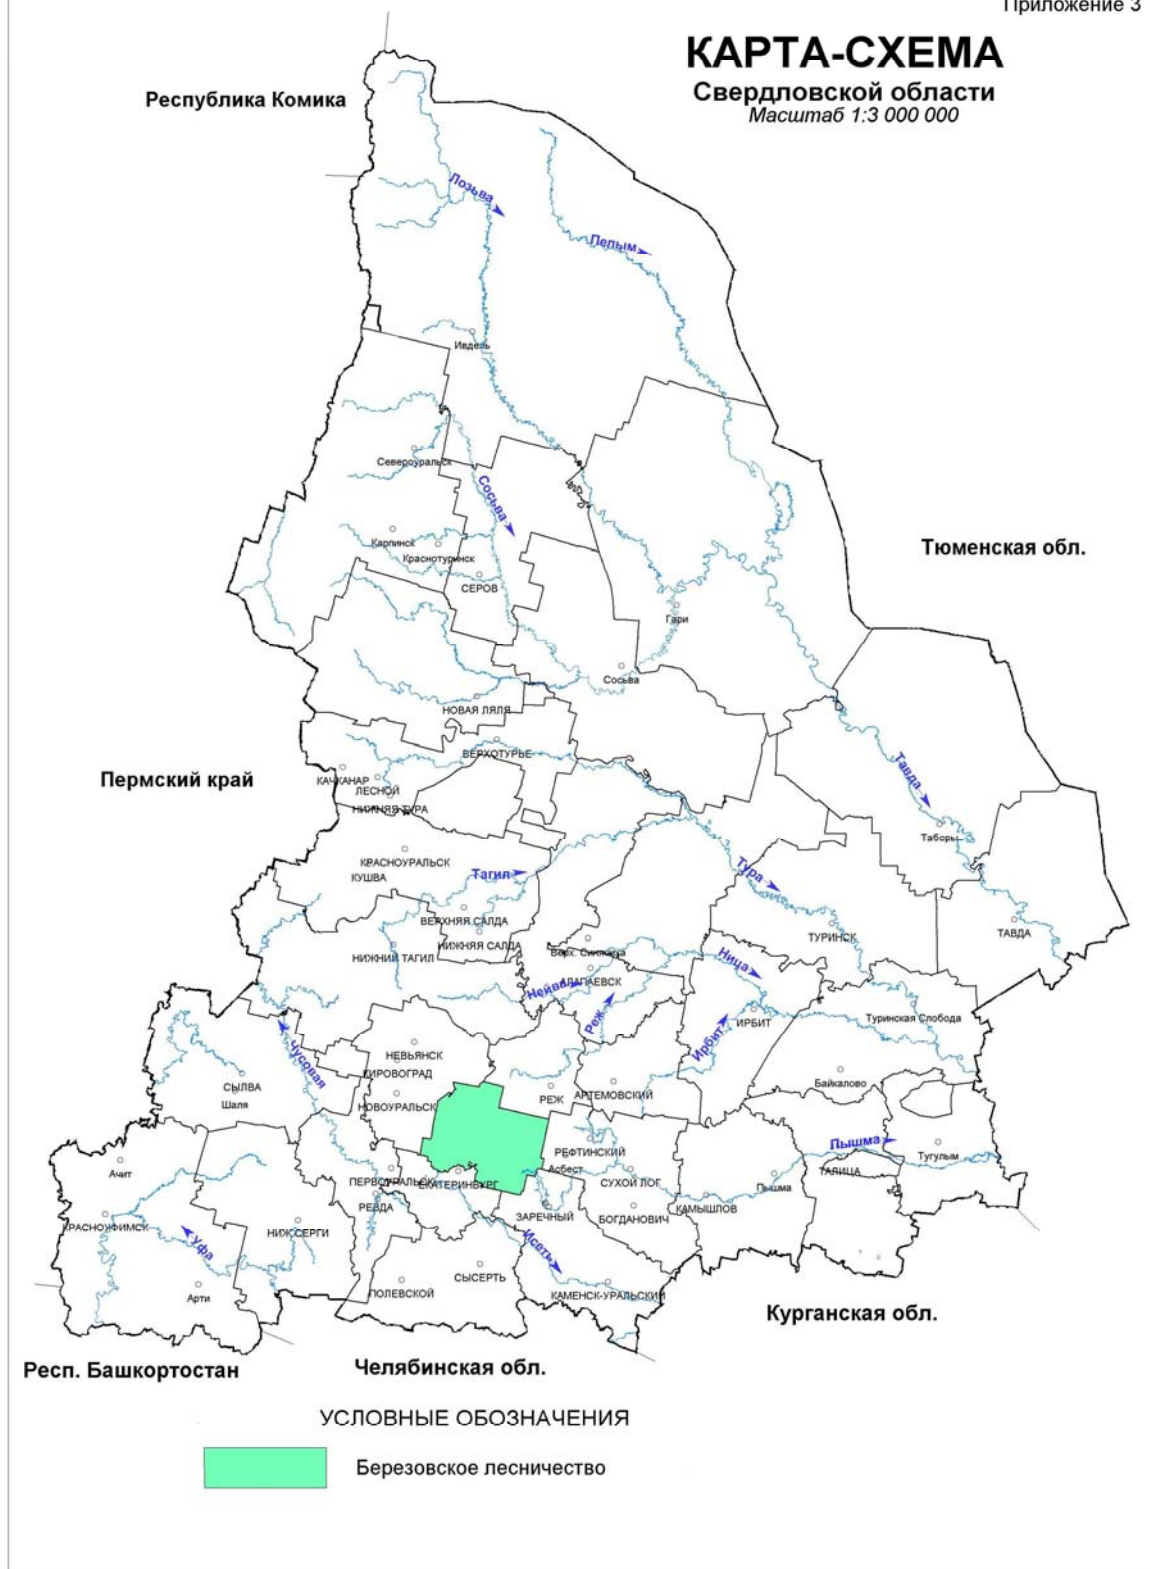 Приложение 3
КАРТА-СХЕМА
Свердловской области
Масштаб 1:3 000 000
Республика Комика
Лозьва
Пелым
Ивдель
Североуральск
Сосьва
Карпинск
Краснотурьинск
СЕРОВ
Тюменская обл.
Гари
Сосьва
НОВАЯ ЛЯЛЯ
ВЕРХОТУРЬЕ
Пермский край
КАЧКАНАР
ЛЕСНОЙ
НИЖНЯЯ ТУРА
Тавда
Таборы
КРАСНОУРАЛЬСК
КУШВА
Тагил
Тура
ВЕРХНЯЯ САЛДА
НИЖНЯЯ САЛДА
ТУРИНСК
ТАВДА
НИЖНИЙ ТАГИЛ
Верх. Синячиха
АЛАПАЕВСК
Нейва
Ница
Реж
ИРБИТ
Ирбит
Туринская Слобода
Чусовая
НЕВЬЯНСК
КИРОВОГРАД
СЫЛВА
Шаля
НОВОУРАЛЬСК
РЕЖ
АРТЕМОВСКИЙ
Байкалово
Пышма
Тугулым
РЕФТИНСКИЙ
Асбест
СУХОЙ ЛОГ
ТАЛИЦА
Пышма
Ачит
ПЕРВОУРАЛЬСК
ЕКАТЕРИНБУРГ
РЕВДА
ЗАРЕЧНЫЙ
БОГДАНОВИЧ
КАМЫШЛОВ
КРАСНОУФИМСК
Уфа
НИЖ.СЕРГИ
Исеть
СЫСЕРТЬ
Арти
ПОЛЕВСКОЙ
КАМЕНСК-УРАЛЬСКИЙ
Курганская обл.
Респ. Башкортостан
Челябинская обл.
УСЛОВНЫЕ ОБОЗНАЧЕНИЯ
Березовское лесничество